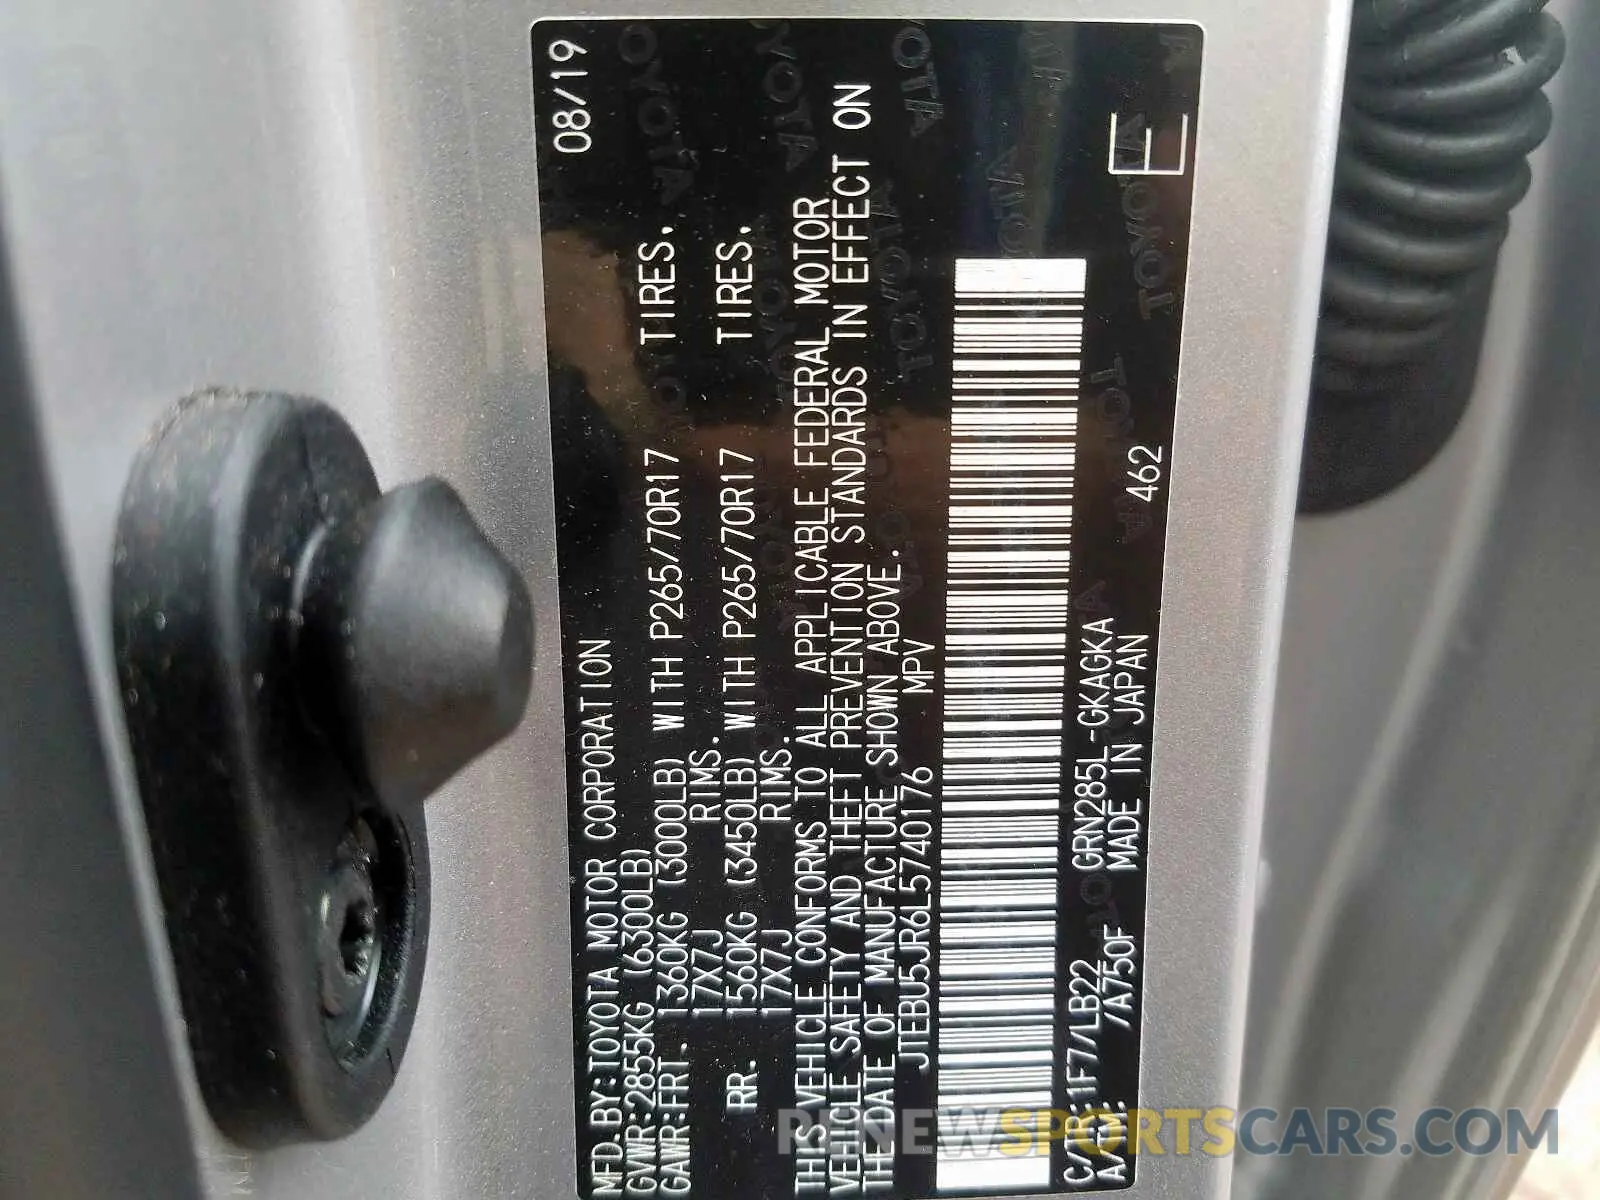 MFD.BY:TOYOTA MOTOR CORPORATION 08/19
GVWR:2855KG (6300LB)
GAWR:FRT. 1360KG (3000LB) WITH P265/70R17 TIRES.
17X7J RIMS.
RR. 1560KG (3450LB) WITH P265/70R17 TIRES.
17X7J RIMS.
THIS VEHICLE CONFORMS TO ALL APPLICABLE FEDERAL MOTOR
VEHICLE SAFETY AND THEFT PREVENTION STANDARDS IN EFFECT ON
THE DATE OF MANUFACTURE SHOWN ABOVE.
JTEBU5JR6L5740176 MPV
C/TR:1F7/LB22 GRN285L-GKAGKA
A/TM: /A750F MADE IN JAPAN 462
E
RENEWSPORTSCARS.COM